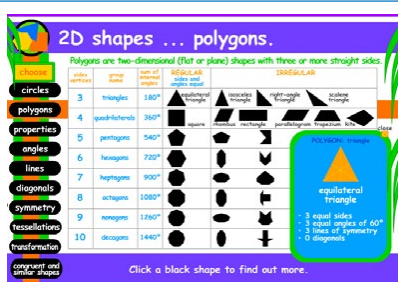 2D shapes ... polygons.
Polygons are two-dimensional (flat or plane) shapes with three or more straight sides.
choose
circles
polygons
properties
angles
lines
diagonals
symmetry
tessellations
transformation
congruent and
similar shapes
sides
vertices
group
name
sum of
internal
angles
REGULAR
sides and
angles equal
IRREGULAR
3 triangles 180°
equilateral
triangle
isosceles
triangle
right-angle
triangle
scalene
triangle
4 quadrilaterals 360°
square rhombus rectangle parallelogram trapezium kite
5 pentagons 540°
6 hexagons 720°
7 heptagons 900°
8 octagons 1080°
9 nonagons 1260°
10 decagons 1440°
close
POLYGON: triangle
equilateral
triangle
- 3 equal sides
- 3 equal angles of 60°
- 3 lines of symmetry
- 0 diagonals
Click a black shape to find out more.